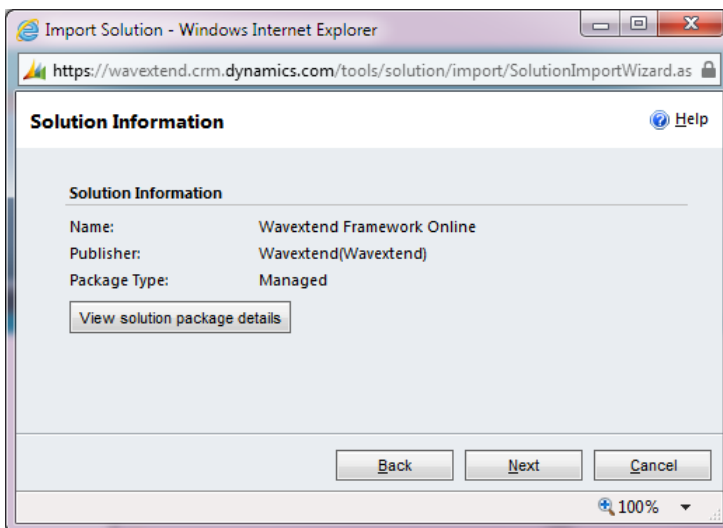 Import Solution - Windows Internet Explorer
https://wavextend.crm.dynamics.com/tools/solution/import/SolutionImportWizard.as
Solution Information
Help
Solution Information
Name: Wavextend Framework Online
Publisher: Wavextend(Wavextend)
Package Type: Managed
View solution package details
Back Next Cancel
100%